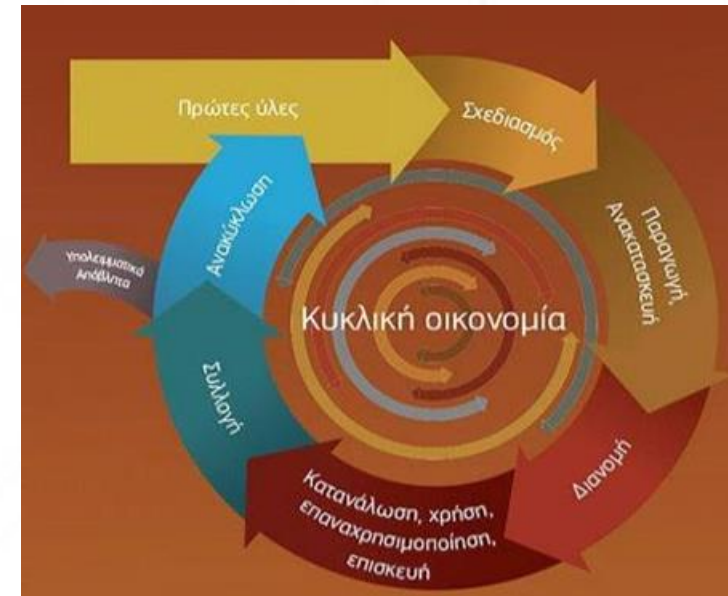 Πρώτες ύλες
Σχεδιασμός
Παραγωγή,
Ανακατασκευή
Διανομή
Κατανάλωση, χρήση,
επαναχρησιμοποίηση,
επισκευή
Συλλογή
Ανακύκλωση
Υπολειμματικά
Απόβλητα
Κυκλική οικονομία